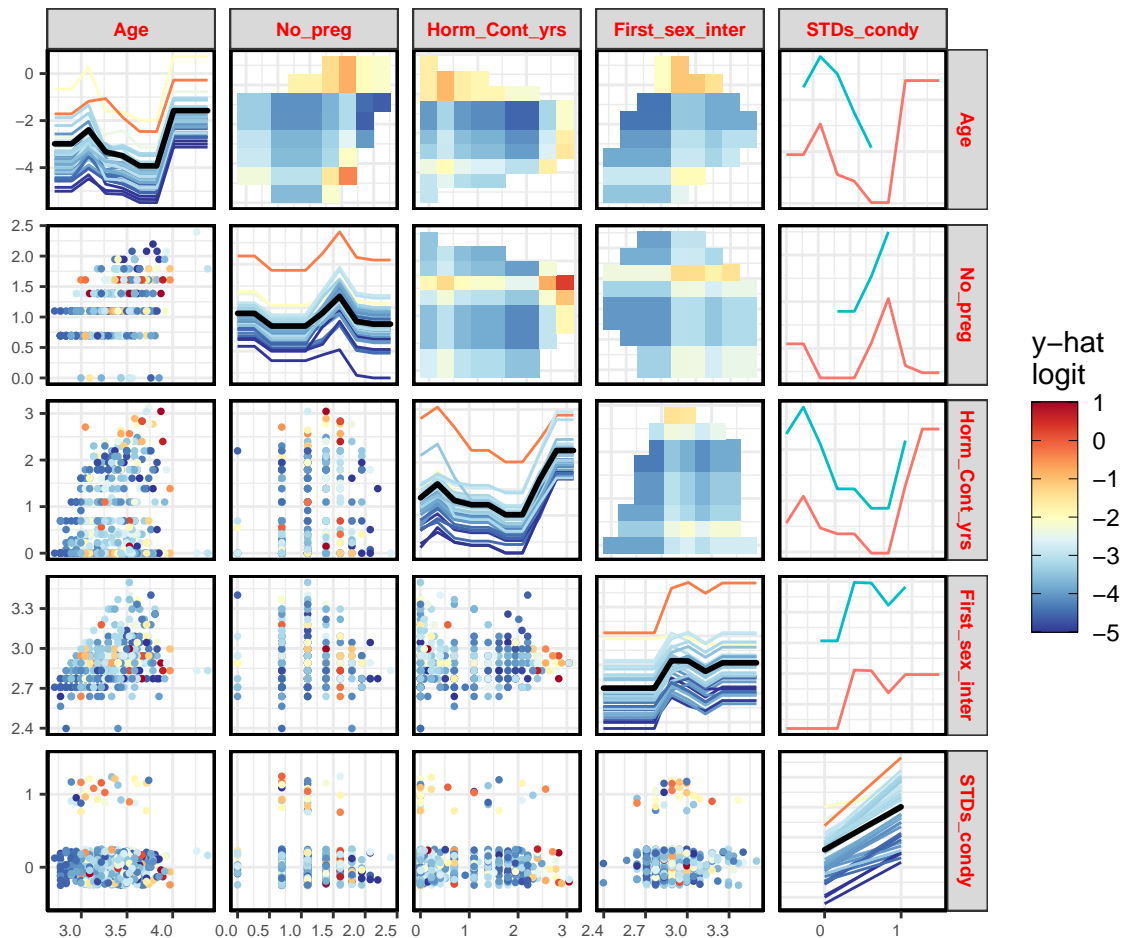 Age No_preg Horm_Cont_yrs First_sex_inter STDs_condy
0
−2
−4
Age
2.5
2.0
1.5
1.0
0.5
0.0
No_preg
3
2
1
0
Horm_Cont_yrs
3.3
3.0
2.7
2.4
First_sex_inter
1
0
STDs_condy
3.0 3.5 4.0 0.0 0.5 1.0 1.5 2.0 2.5 0 1 2 3 2.4 2.7 3.0 3.3 0 1
y−hat
logit
1
0
−1
−2
−3
−4
−5